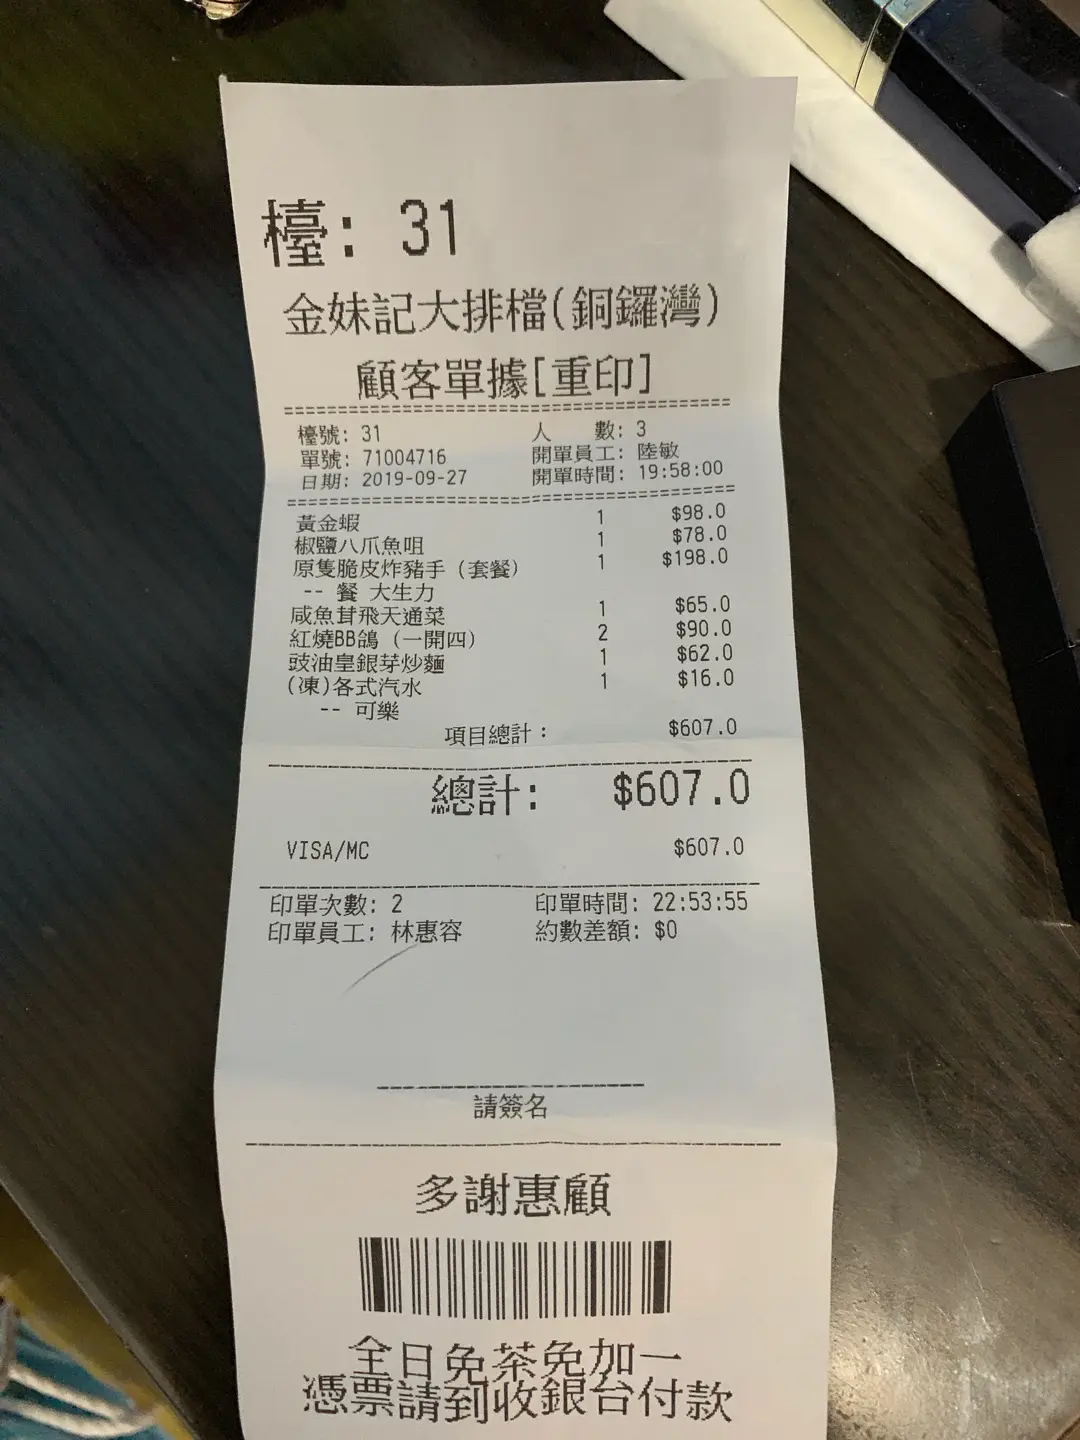 檯: 31
金妹記大排檔(銅鑼灣)
顧客單據[重印]
檯號: 31 人 數: 3
單號: 71004716 開單員工: 陸敏
日期: 2019-09-27 開單時間: 19:58:00
黃金蝦 1 $98.0
椒鹽八爪魚咀 1 $78.0
原隻脆皮炸豬手 (套餐) 1 $198.0
-- 餐 大生力
咸魚茸飛天通菜 1 $65.0
紅燒BB鴿 (一開四) 2 $90.0
豉油皇銀芽炒麵 1 $62.0
(凍)各式汽水 1 $16.0
-- 可樂
項目總計: $607.0
總計: $607.0
VISA/MC $607.0
印單次數: 2 印單時間: 22:53:55
印單員工: 林惠容 約數差額: $0
請簽名
多謝惠顧
全日免茶免加一
憑票請到收銀台付款